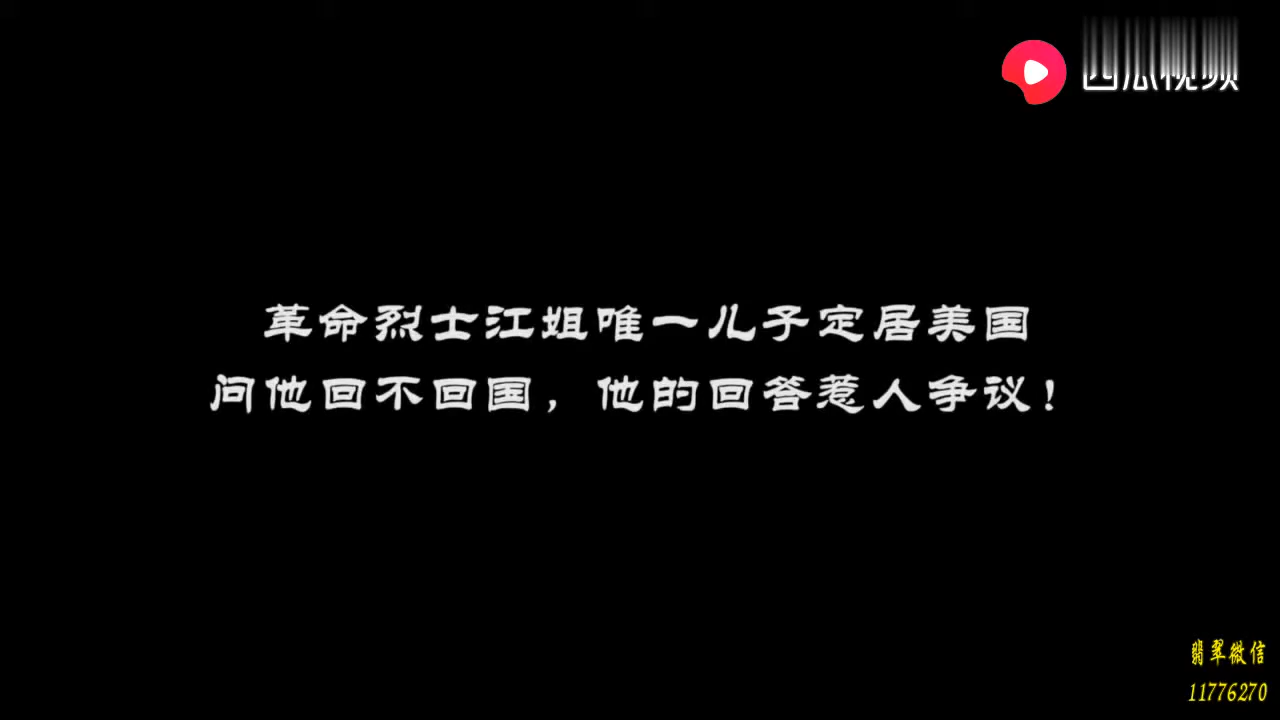 西瓜视频
革命烈士江姐唯一儿子定居美国
问他回不回国，他的回答惹人争议！
翡翠微信
11776270